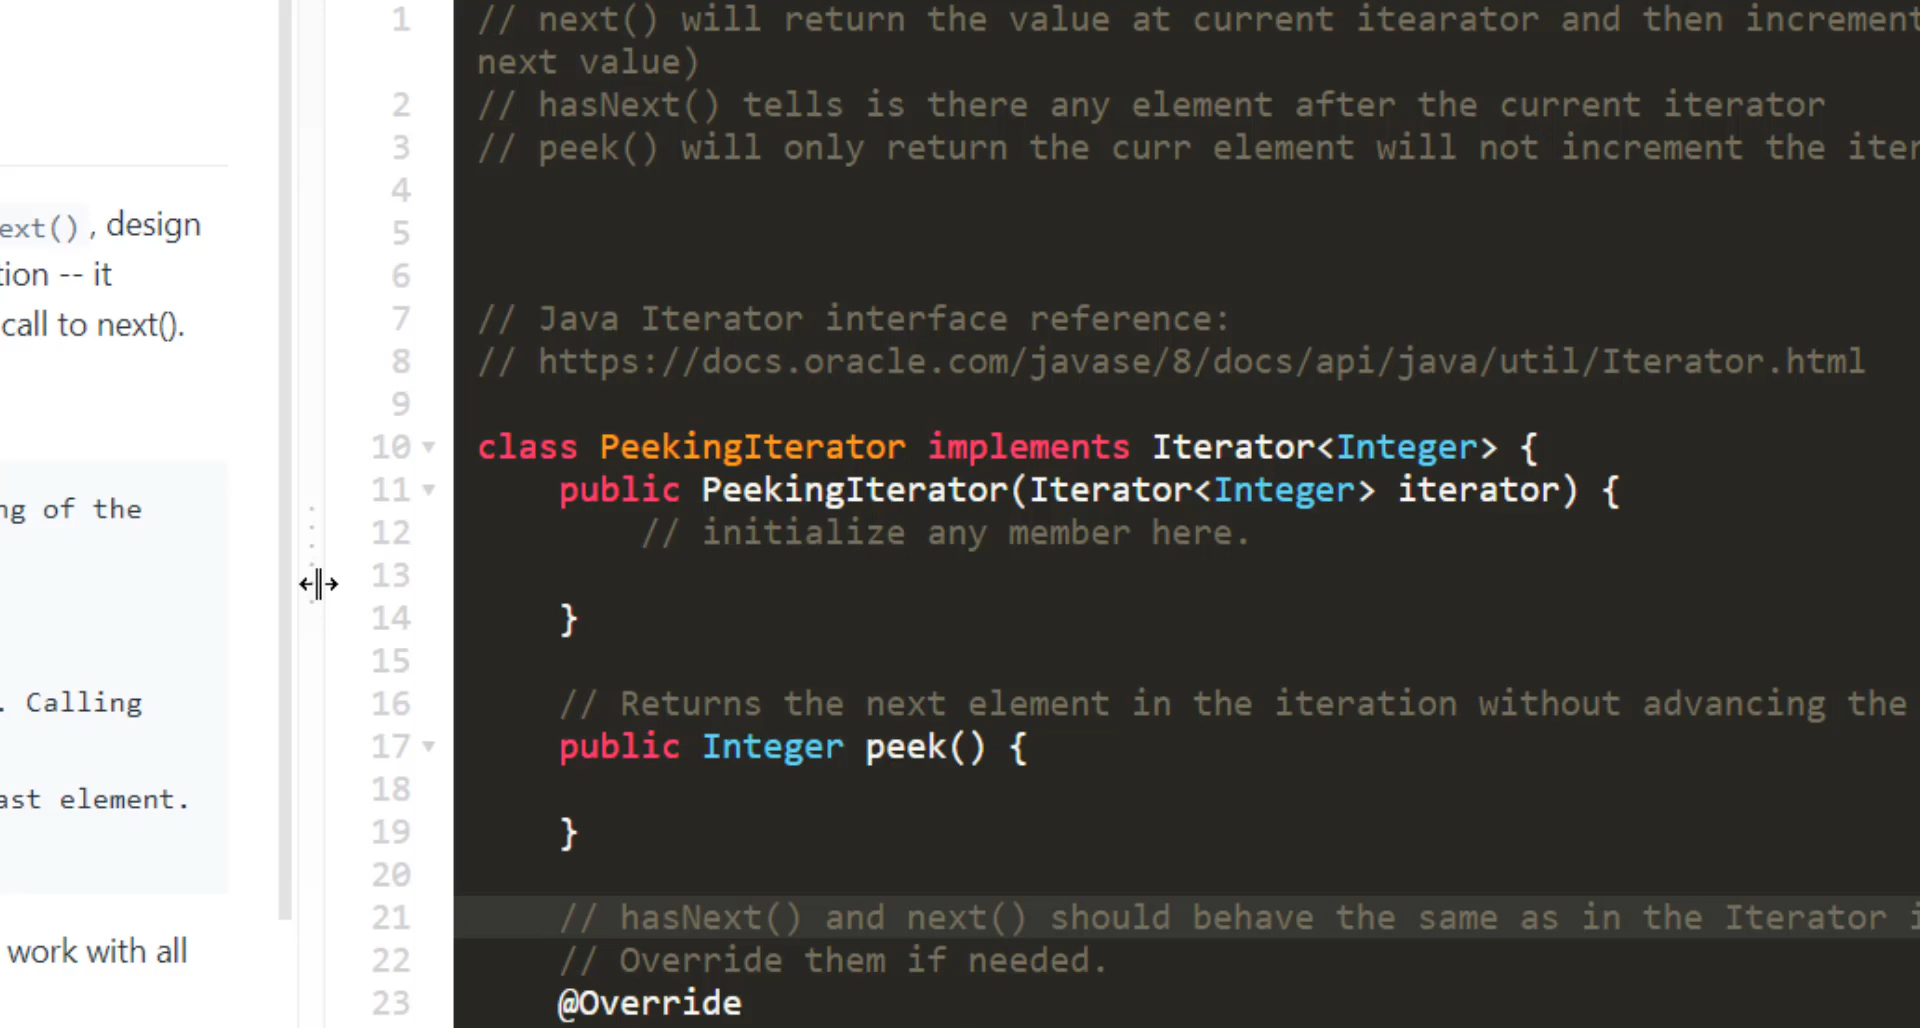 ext(), design
tion -- it
call to next().
ng of the
. Calling
ast element.
work with all
1 // next() will return the value at current itearator and then increment
next value)
2 // hasNext() tells is there any element after the current iterator
3 // peek() will only return the curr element will not increment the iter
4
5
6
7 // Java Iterator interface reference:
8 // https://docs.oracle.com/javase/8/docs/api/java/util/Iterator.html
9
10 class PeekingIterator implements Iterator<Integer> {
11 public PeekingIterator(Iterator<Integer> iterator) {
12 // initialize any member here.
13
14 }
15
16 // Returns the next element in the iteration without advancing the
17 public Integer peek() {
18
19 }
20
21 // hasNext() and next() should behave the same as in the Iterator i
22 // Override them if needed.
23 @Override